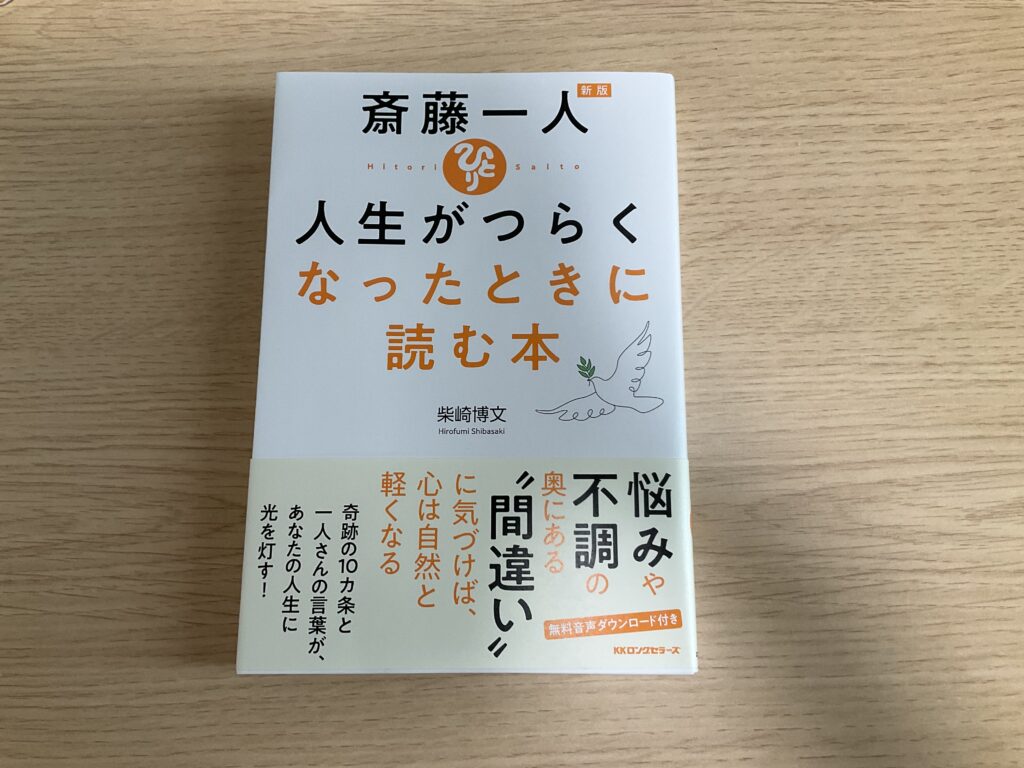 新版
斎藤一人
Hitori Saito
ひとり
人生がつらく
なったときに
読む本
柴崎博文
Hirofumi Shibasaki
悩みや
不調の
奥にある
〝間違い〟
に気づけば、
心は自然と
軽くなる
奇跡の10カ条と
一人さんの言葉が、
あなたの人生に
光を灯す!
無料音声ダウンロード付き
KKロングセラーズ